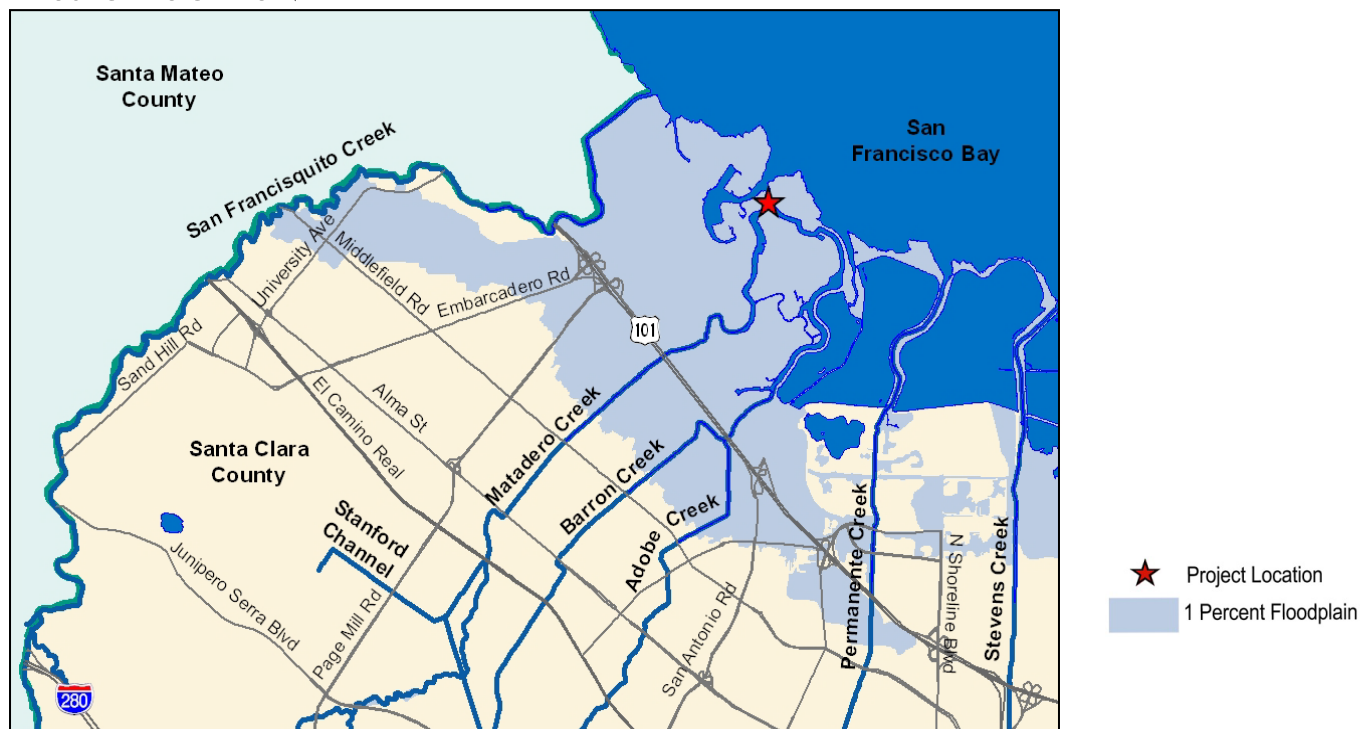 Santa Mateo
County
San Francisquito Creek
San
Francisco Bay
University Ave
Middlefield Rd
Embarcadero Rd
101
Sand Hill Rd
El Camino Real
Alma St
Santa Clara
County
Matadero Creek
Barron Creek
Adobe Creek
Stanford
Channel
Junipero Serra Blvd
Page Mill Rd
San Antonio Rd
Permanente Creek
N Shoreline Blvd
Stevens Creek
280
Project Location
1 Percent Floodplain